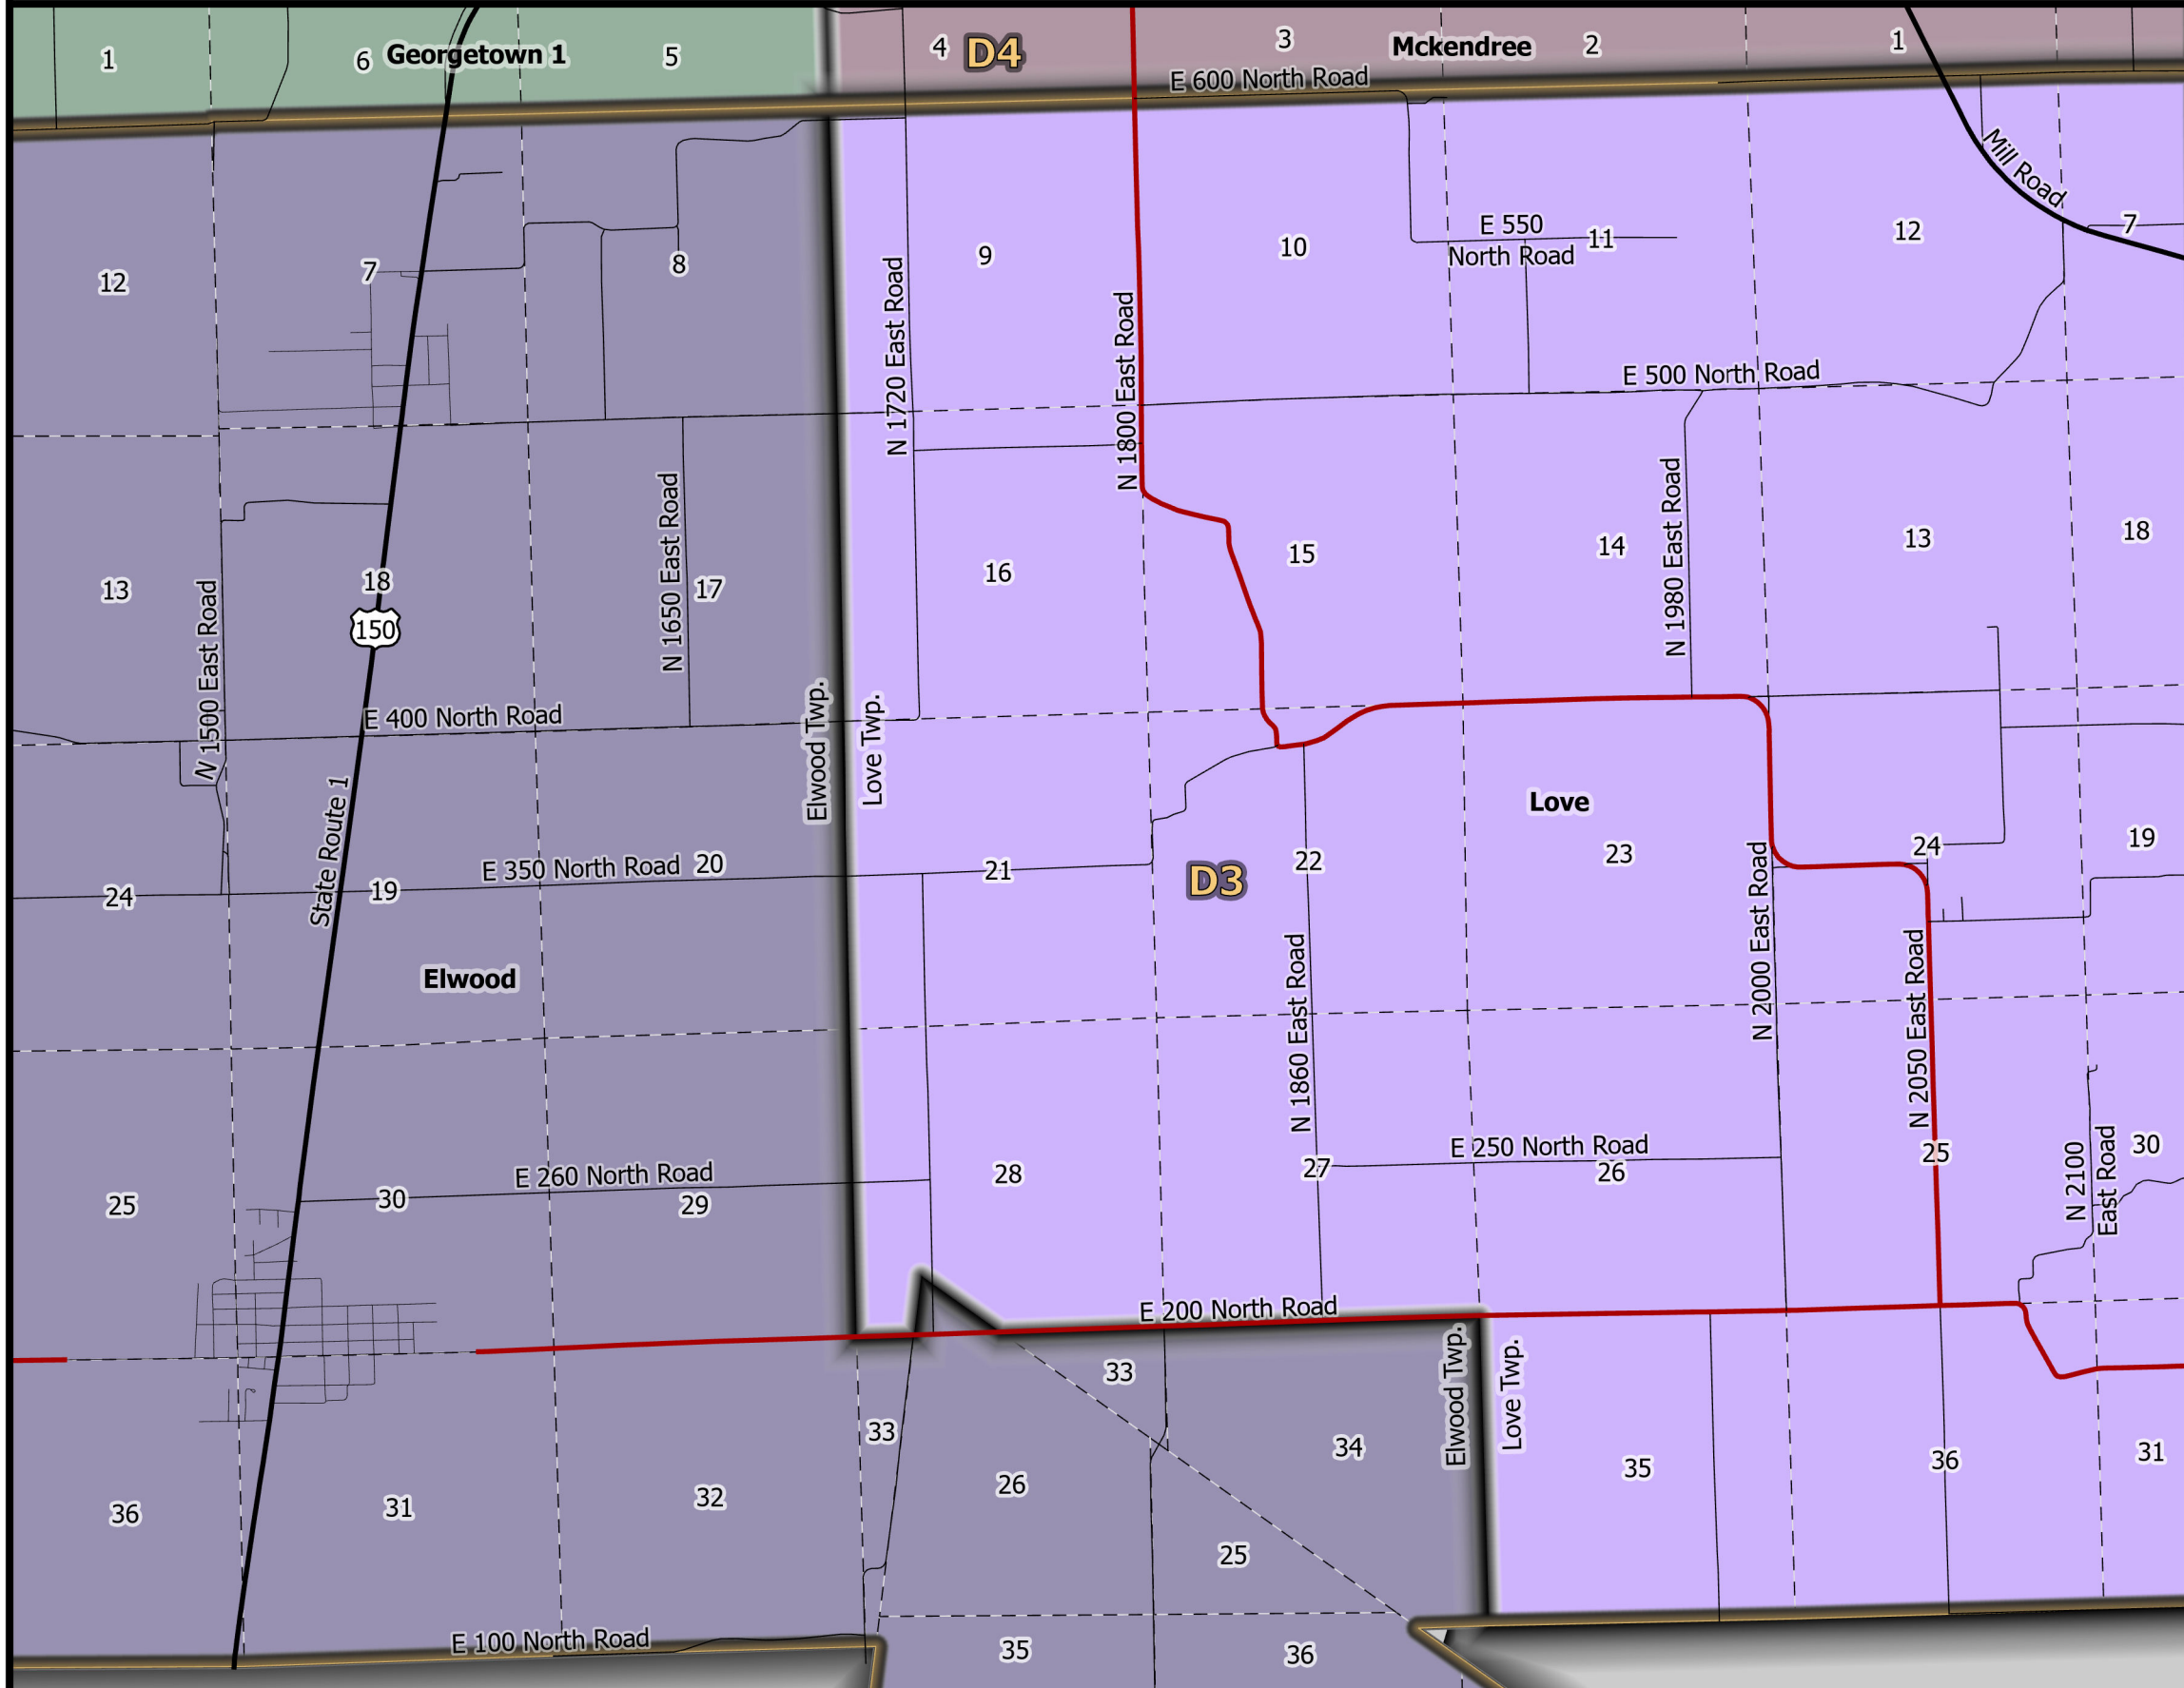 1
6
Georgetown 1
5
4
D4
3
Mckendree
2
1
E 600 North Road
Mill Road
12
7
8
9
10
E 550
North Road
11
12
7
N 1720 East Road
N 1800 East Road
E 500 North Road
13
18
150
N 1500 East Road
N 1650 East Road
17
16
15
14
N 1980 East Road
13
18
E 400 North Road
Elwood Twp.
Love Twp.
State Route 1
Love
24
19
E 350 North Road
20
21
D3
22
23
24
19
N 2000 East Road
Elwood
N 1860 East Road
N 2050 East Road
25
30
E 260 North Road
29
28
27
E 250 North Road
26
25
N 2100
East Road
30
E 200 North Road
33
33
Elwood Twp.
Love Twp.
36
31
32
26
34
35
36
31
25
E 100 North Road
35
36